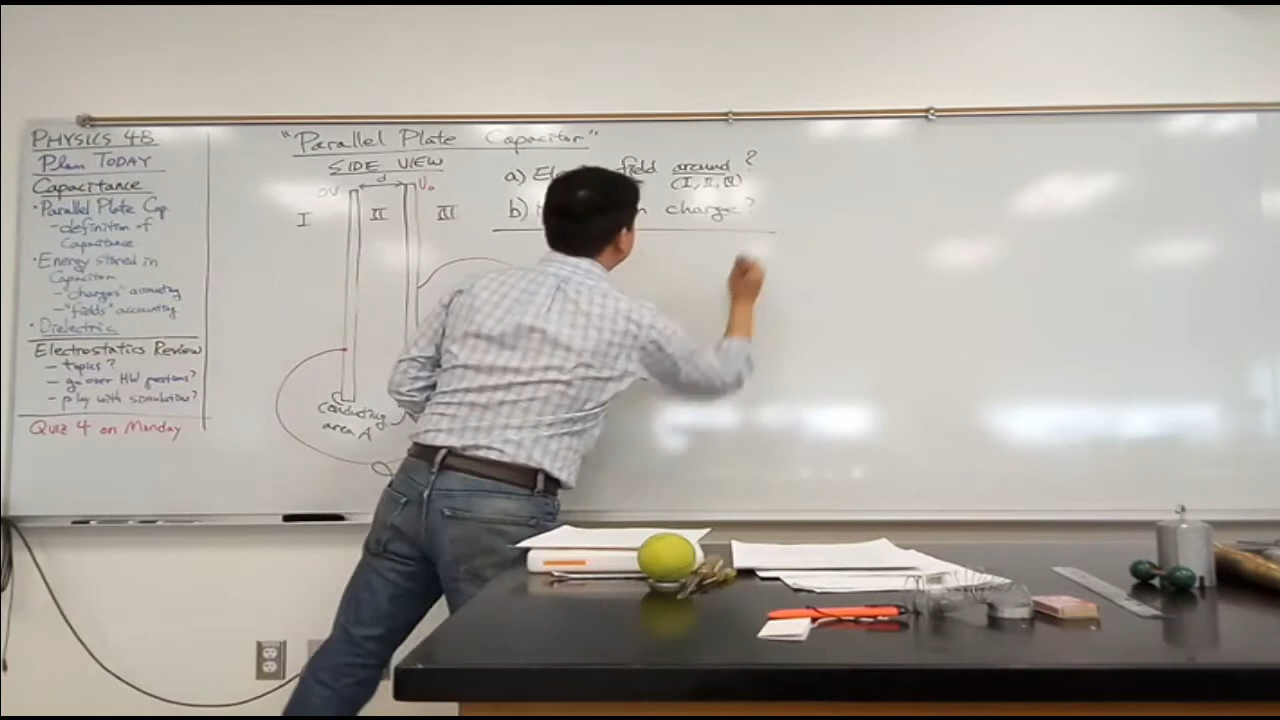 PHYSICS 4B
Plan TODAY
Capacitance
• Parallel Plate Cap
- definition of
Capacitance
• Energy stored in
Capacitor
- "charges" accounting
- "fields" accounting
• Dielectric
Electrostatics Review
- topics?
- go over HW questions?
- play with simulations?
QUIZ 4 on Monday
"Parallel Plate Capacitor"
SIDE VIEW
d
0V
V₀
I
II
III
Conducting
area A
a) field around ?
(I, II, III)
b) charge?